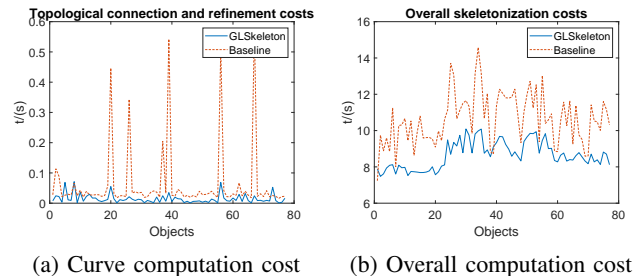 Topological connection and refinement costs
GLSkeleton
Baseline
0.6
0.5
0.4
0.3
0.2
0.1
0
t/(s)
0 20 40 60 80
Objects
(a) Curve computation cost
Overall skeletonization costs
GLSkeleton
Baseline
16
14
12
10
8
6
t/(s)
0 20 40 60 80
Objects
(b) Overall computation cost